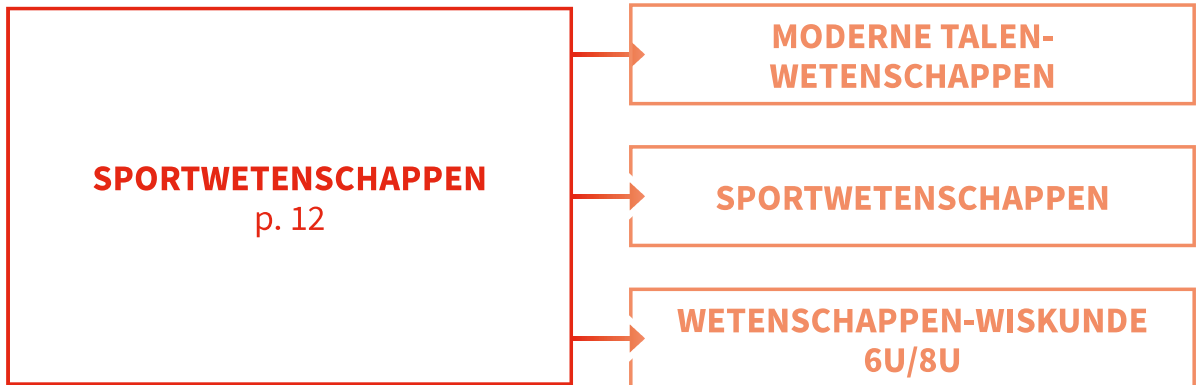 SPORTWETENSCHAPPEN
p. 12
MODERNE TALEN-
WETENSCHAPPEN
SPORTWETENSCHAPPEN
WETENSCHAPPEN-WISKUNDE
6U/8U